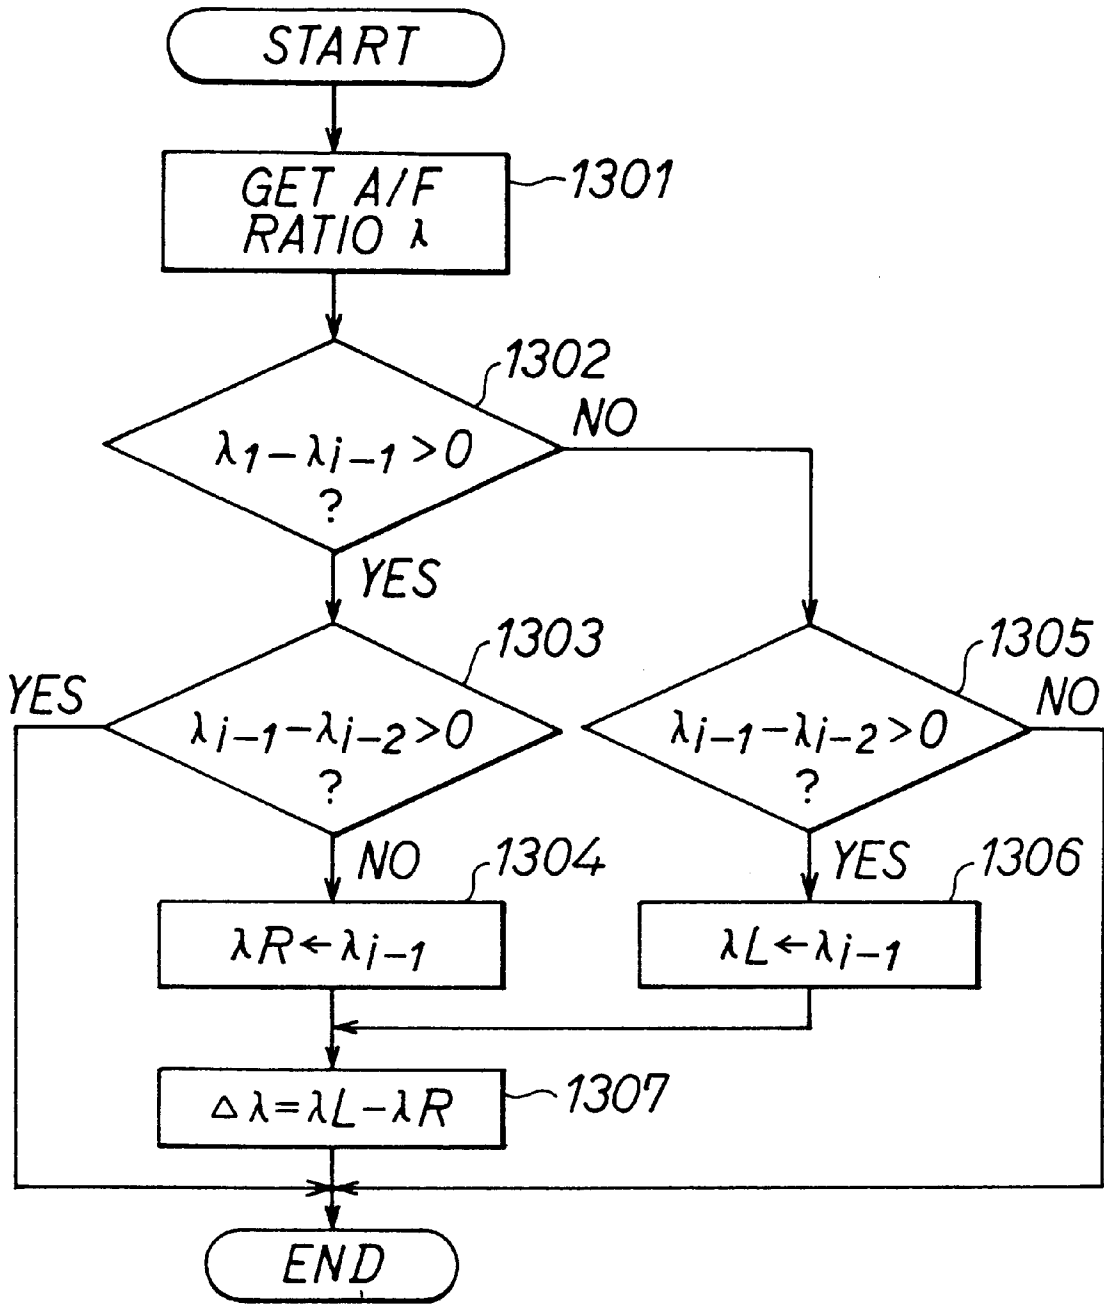 START
GET A/F
RATIO λ
1301
1302
λ1−λi−1>0
?
NO
YES
1303
YES
λi−1−λi−2>0
?
NO
1305
NO
λi−1−λi−2>0
?
YES
1304
λR←λi−1
1306
λL←λi−1
1307
Δλ=λL−λR
END